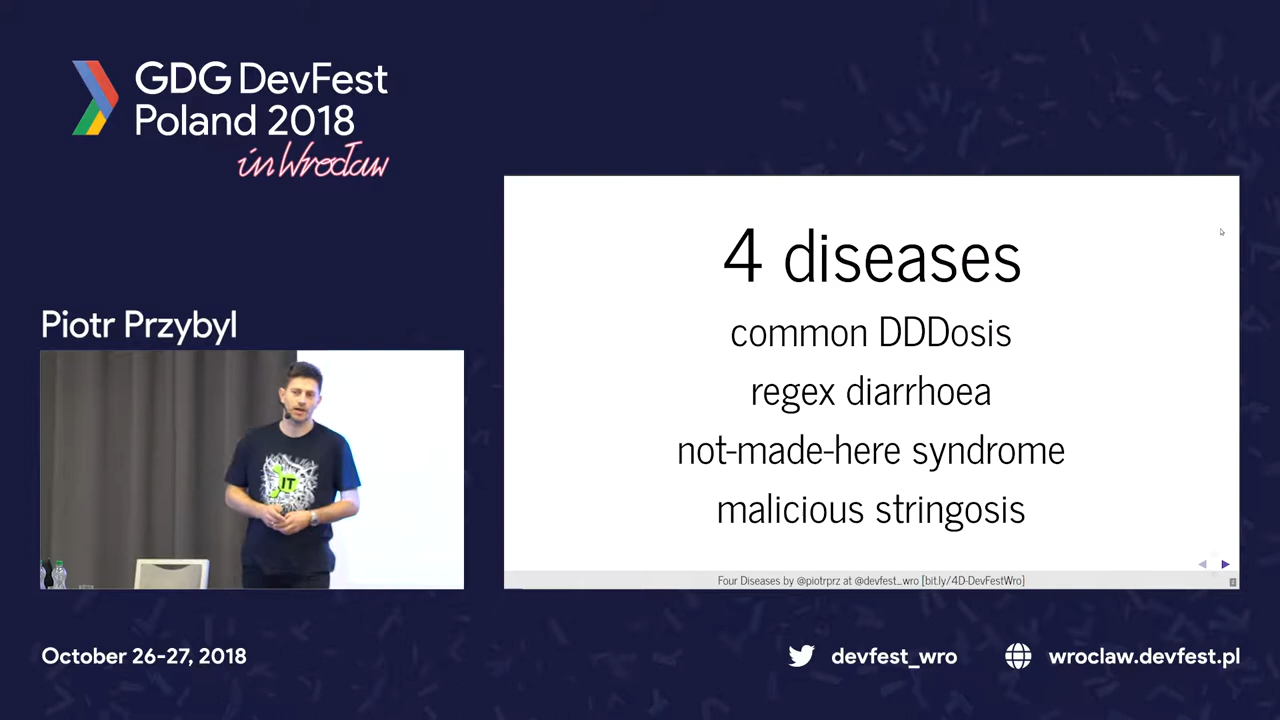 GDG DevFest
Poland 2018
in Wrocław
Piotr Przybyl
IT
4 diseases
common DDDosis
regex diarrhoea
not-made-here syndrome
malicious stringosis
Four Diseases by @piotrprz at @devfest_wro [bit.ly/4D-DevFestWro]
October 26-27, 2018
devfest_wro
wroclaw.devfest.pl